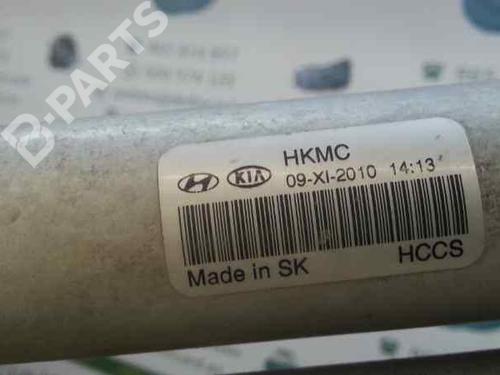 B-PARTS
HKMC
KIA
09-XI-2010 14:13
Made in SK
HCCS